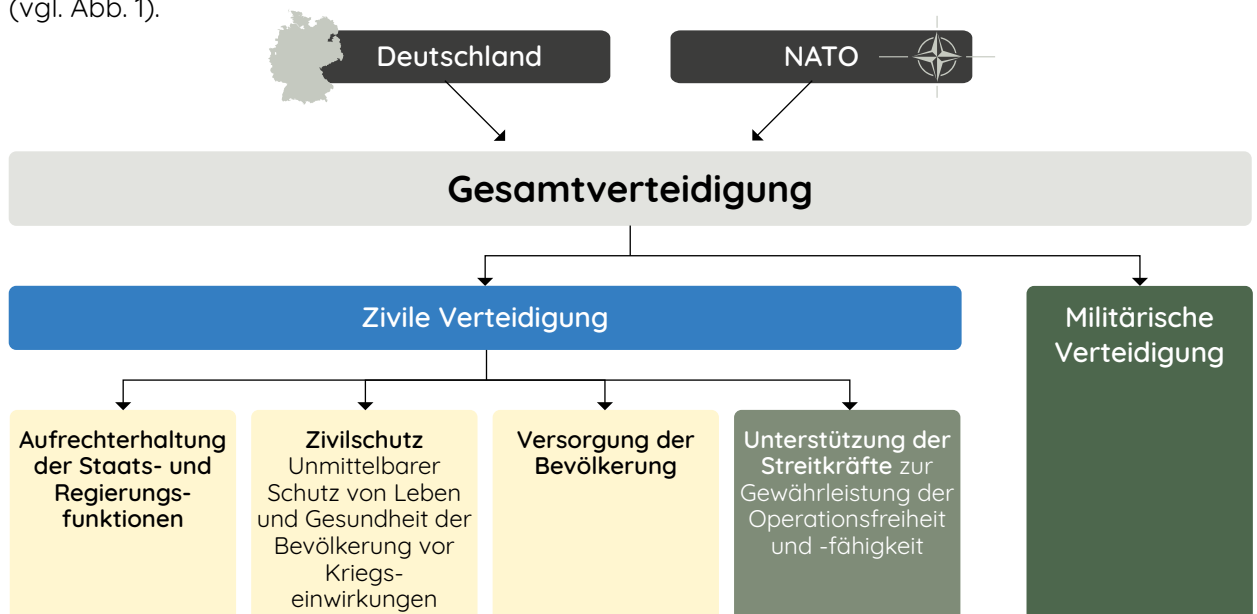 (vgl. Abb. 1).
Deutschland
NATO
Gesamtverteidigung
Zivile Verteidigung
Militärische
Verteidigung
Aufrechterhaltung
der Staats- und
Regierungs-
funktionen
Zivilschutz
Unmittelbarer
Schutz von Leben
und Gesundheit der
Bevölkerung vor
Kriegs-
einwirkungen
Versorgung der
Bevölkerung
Unterstützung der
Streitkräfte zur
Gewährleistung der
Operationsfreiheit
und -fähigkeit